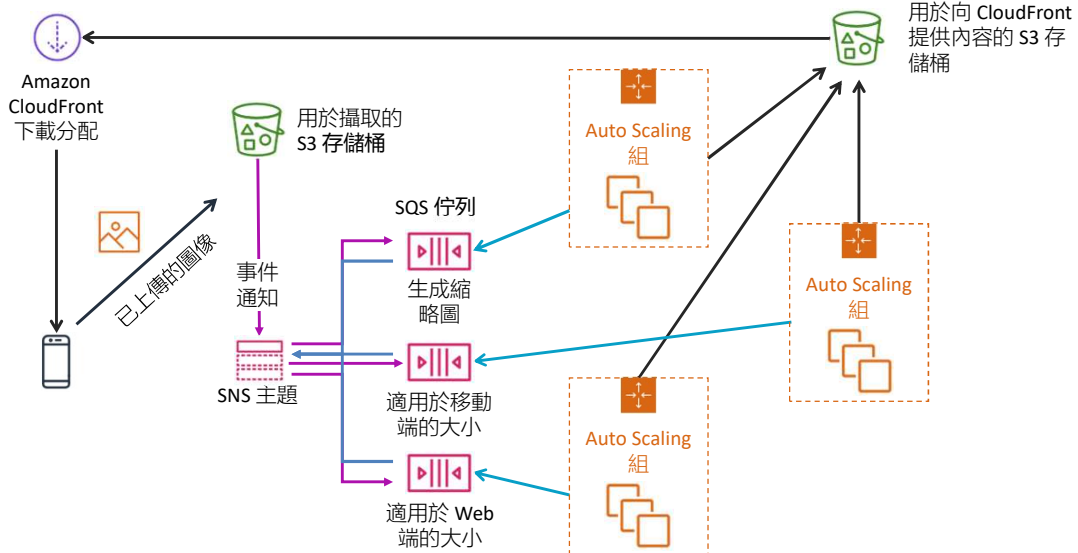 用於向 CloudFront
提供內容的 S3 存
儲桶
Amazon
CloudFront
下載分配
用於攝取的
S3 存儲桶
Auto Scaling
組
SQS 佇列
已上傳的圖像
事件
通知
生成縮
略圖
Auto Scaling
組
SNS 主題
適用於移動
端的大小
Auto Scaling
組
適用於 Web
端的大小